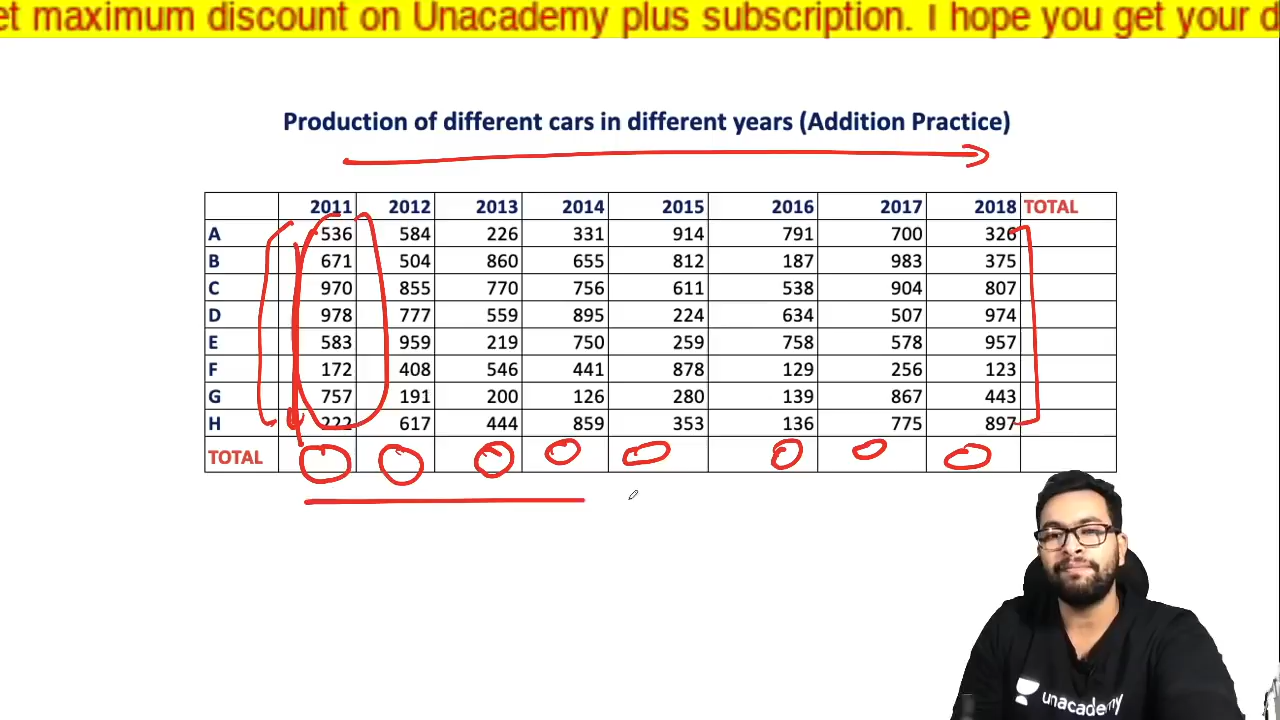 et maximum discount on Unacademy plus subscription. I hope you get your d
Production of different cars in different years (Addition Practice)
2011 2012 2013 2014 2015 2016 2017 2018 TOTAL
A 536 584 226 331 914 791 700 326
B 671 504 860 655 812 187 983 375
C 970 855 770 756 611 538 904 807
D 978 777 559 895 224 634 507 974
E 583 959 219 750 259 758 578 957
F 172 408 546 441 878 129 256 123
G 757 191 200 126 280 139 867 443
H 222 617 444 859 353 136 775 897
TOTAL
unacademy